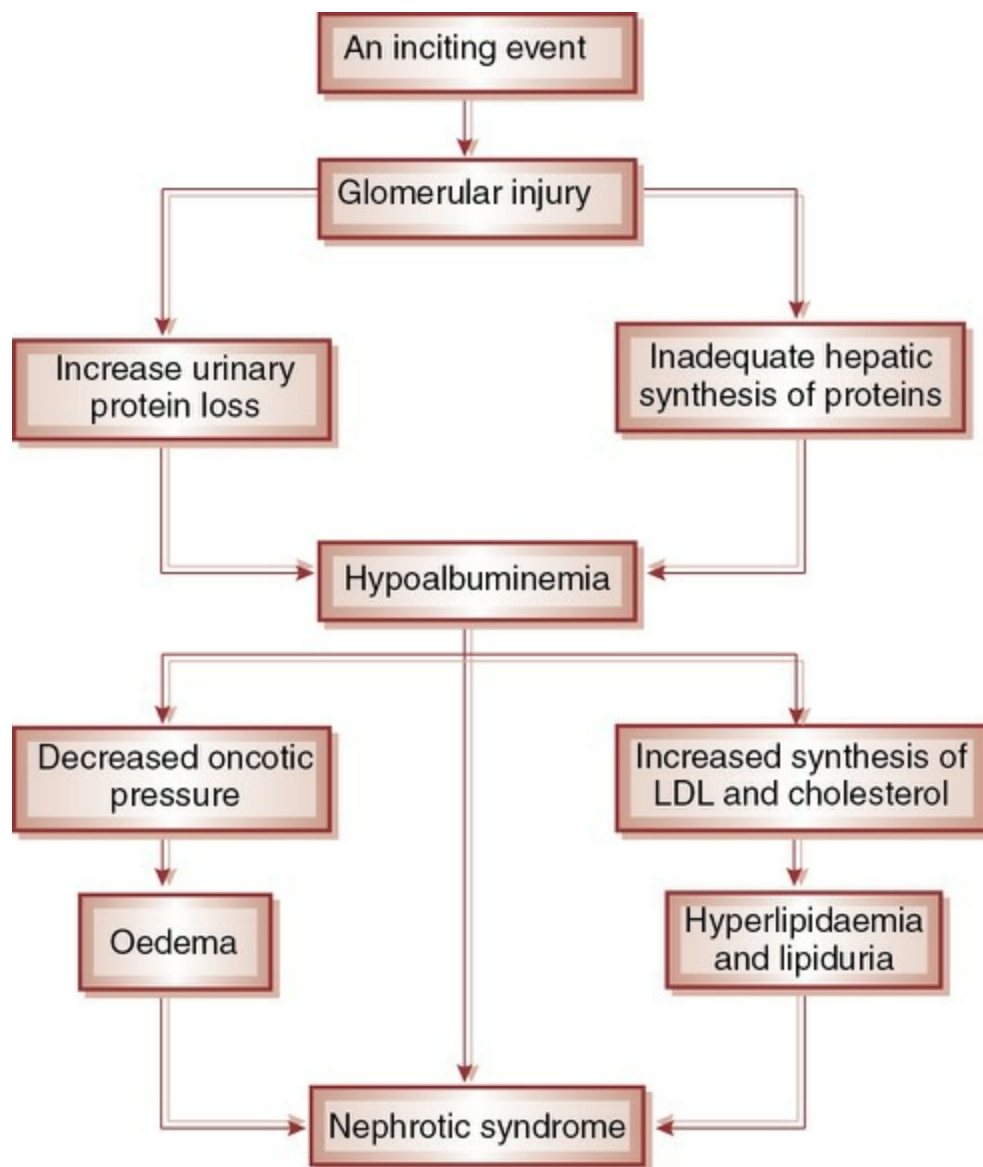 An inciting event
Glomerular injury
Increase urinary
protein loss
Inadequate hepatic
synthesis of proteins
Hypoalbuminemia
Decreased oncotic
pressure
Increased synthesis of
LDL and cholesterol
Oedema
Hyperlipidaemia
and lipiduria
Nephrotic syndrome